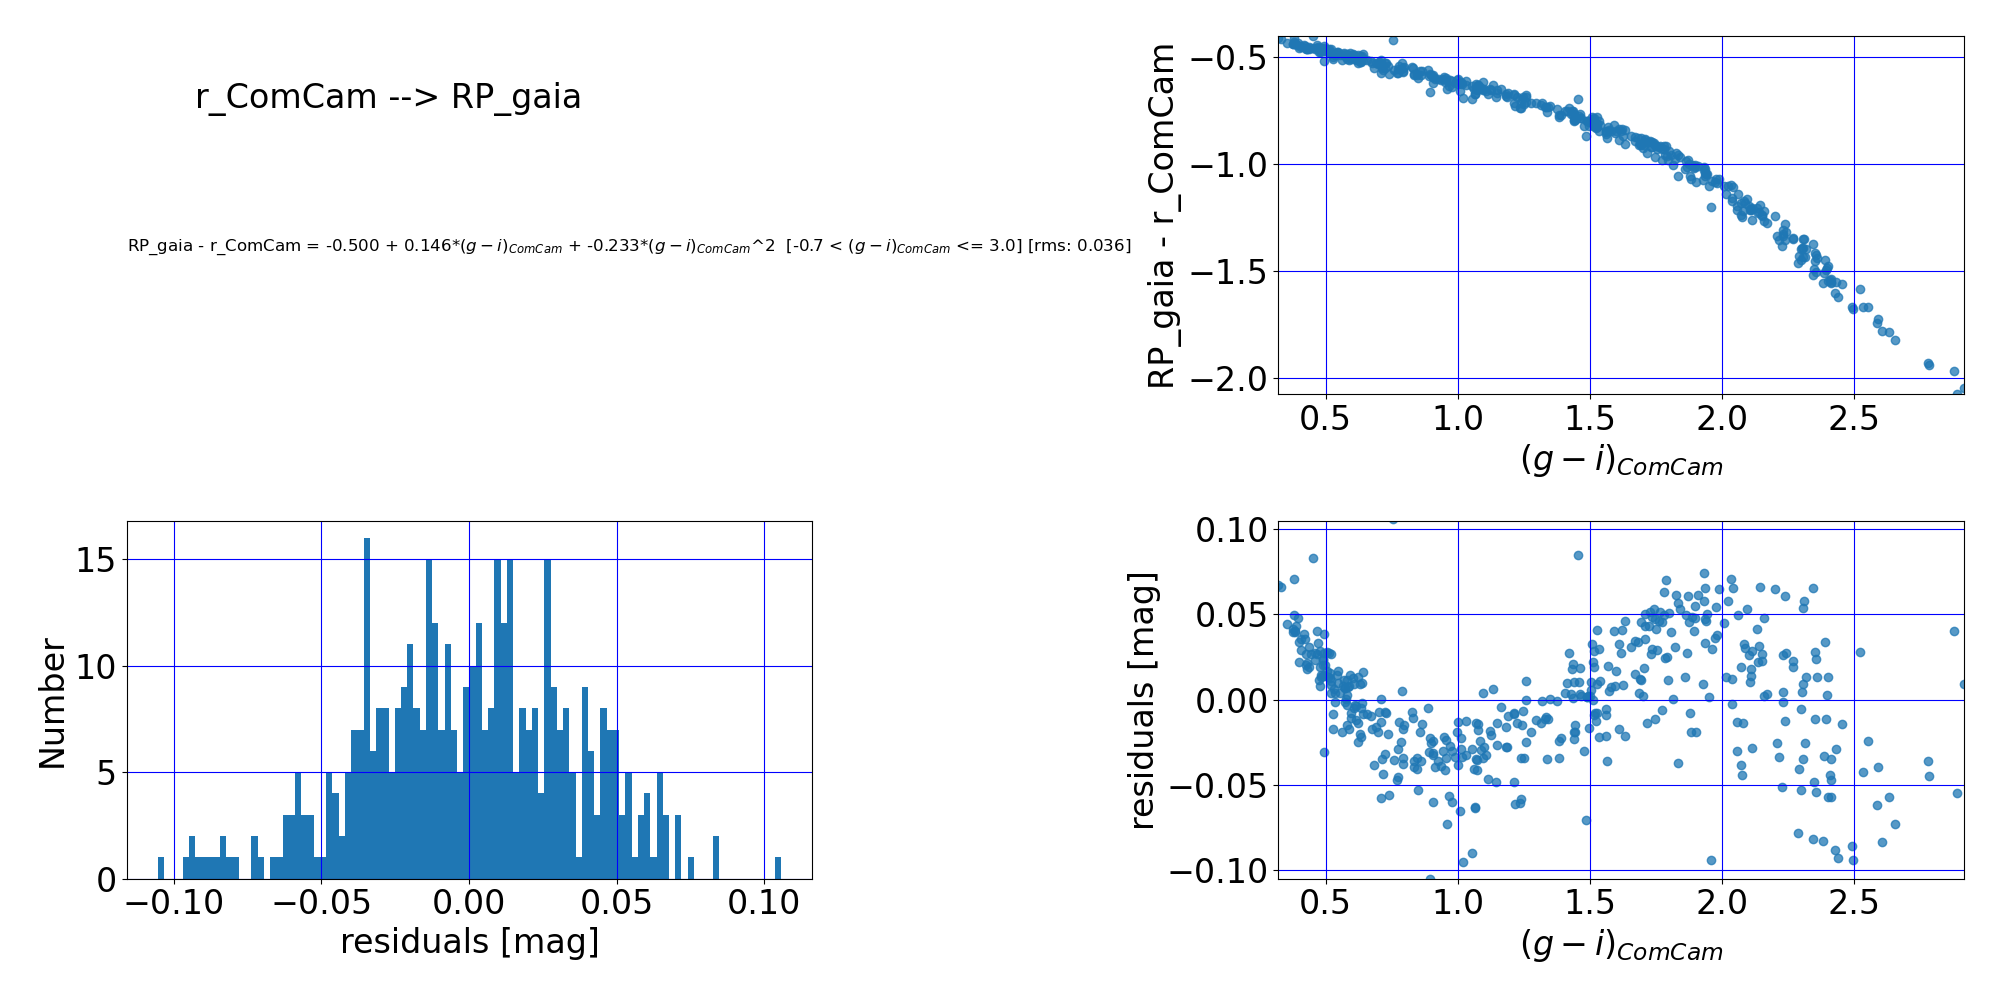 r_ComCam --> RP_gaia
RP_gaia - r_ComCam = -0.500 + 0.146*(g − i)ComCam + -0.233*(g − i)ComCam^2  [-0.7 < (g − i)ComCam <= 3.0] [rms: 0.036]
RP_gaia - r_ComCam
−0.5
−1.0
−1.5
−2.0
0.5 1.0 1.5 2.0 2.5
(g − i)ComCam
Number
15
10
5
0
−0.10 −0.05 0.00 0.05 0.10
residuals [mag]
residuals [mag]
0.10
0.05
0.00
−0.05
−0.10
0.5 1.0 1.5 2.0 2.5
(g − i)ComCam